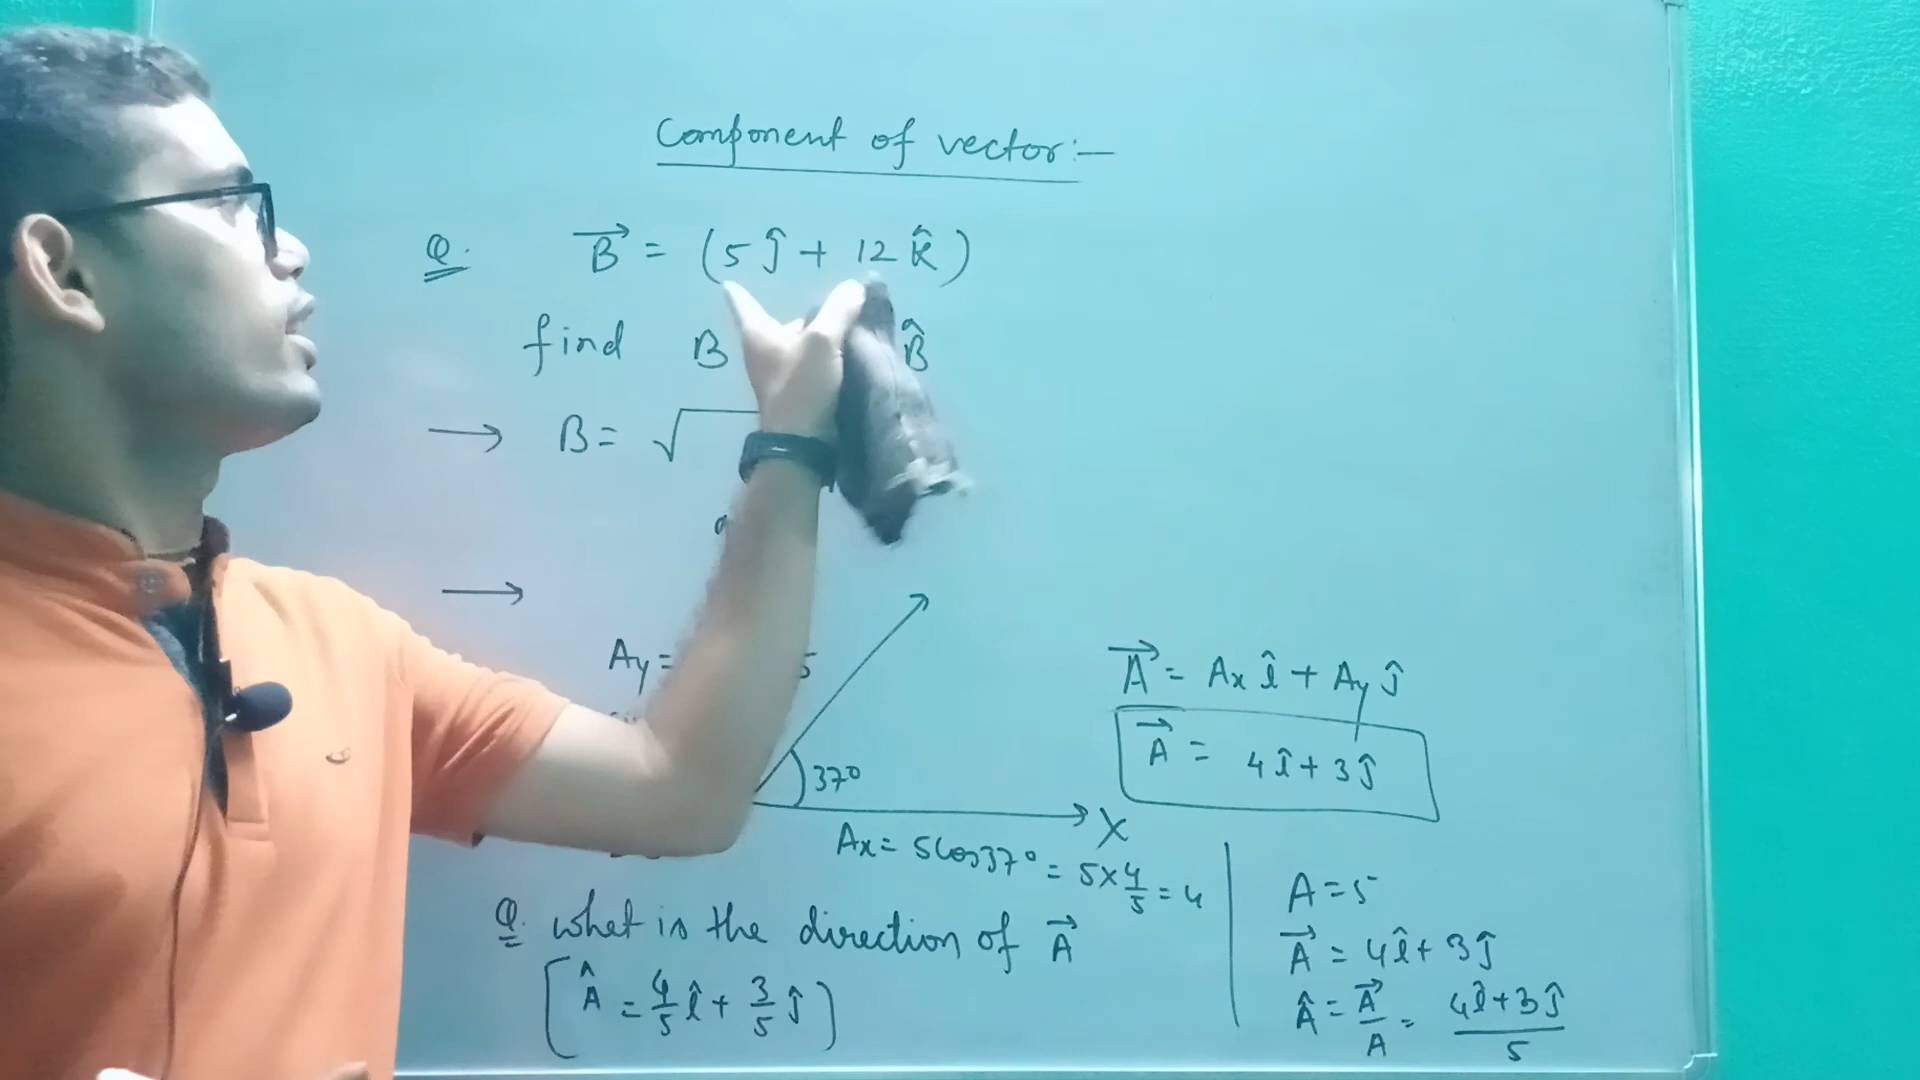 Component of vector:—
Q. B⃗ = (5ĵ + 12k̂)
find B B̂
→ B = √
→
Ay = 5
37°
X
Ax = 5cos37° = 5×4/5 = 4
A⃗ = Ax î + Ay ĵ
A⃗ = 4î + 3ĵ
Q. what is the direction of A⃗
[Â = 4/5 î + 3/5 ĵ)
A = 5
A⃗ = 4î + 3ĵ
Â = A⃗/A = (4î + 3ĵ)/5